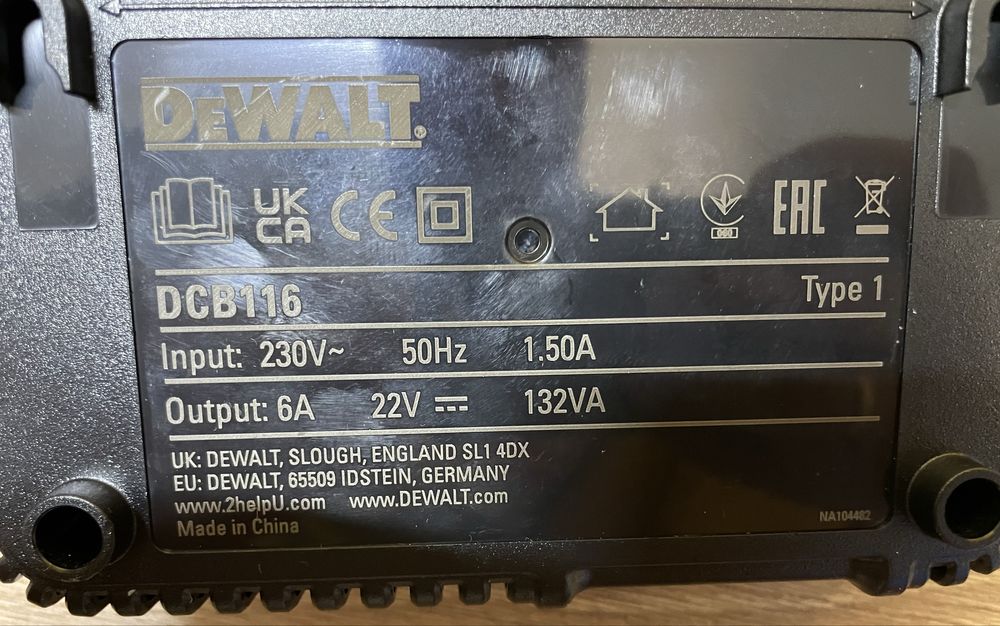 DEWALT®
UK CA CE EAC
DCB116 Type 1
Input: 230V~ 50Hz 1.50A
Output: 6A 22V ⎓ 132VA
UK: DEWALT, SLOUGH, ENGLAND SL1 4DX
EU: DEWALT, 65509 IDSTEIN, GERMANY
www.2helpU.com www.DEWALT.com
Made in China
NA104482